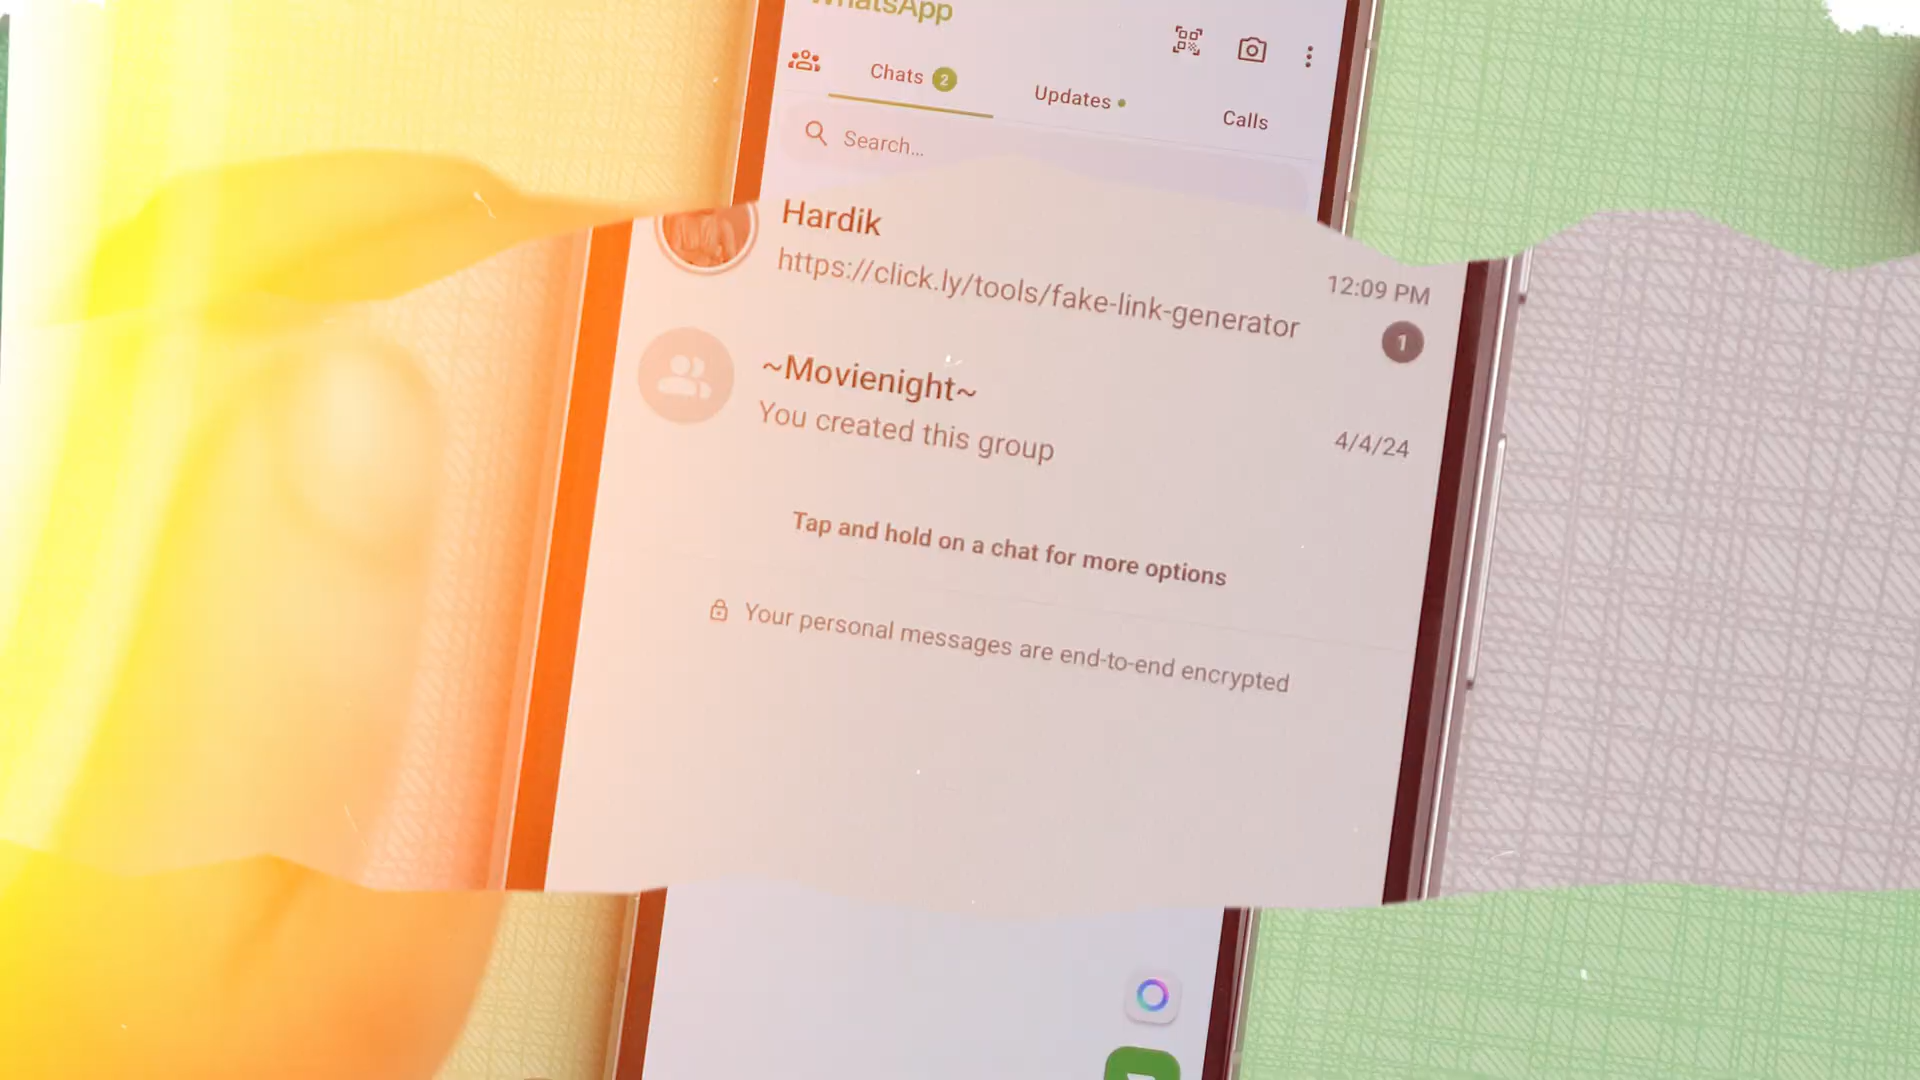 WhatsApp
Chats 2
Updates
Calls
Search...
Hardik
https://click.ly/tools/fake-link-generator
12:09 PM
1
~Movienight~
You created this group
4/4/24
Tap and hold on a chat for more options
Your personal messages are end-to-end encrypted